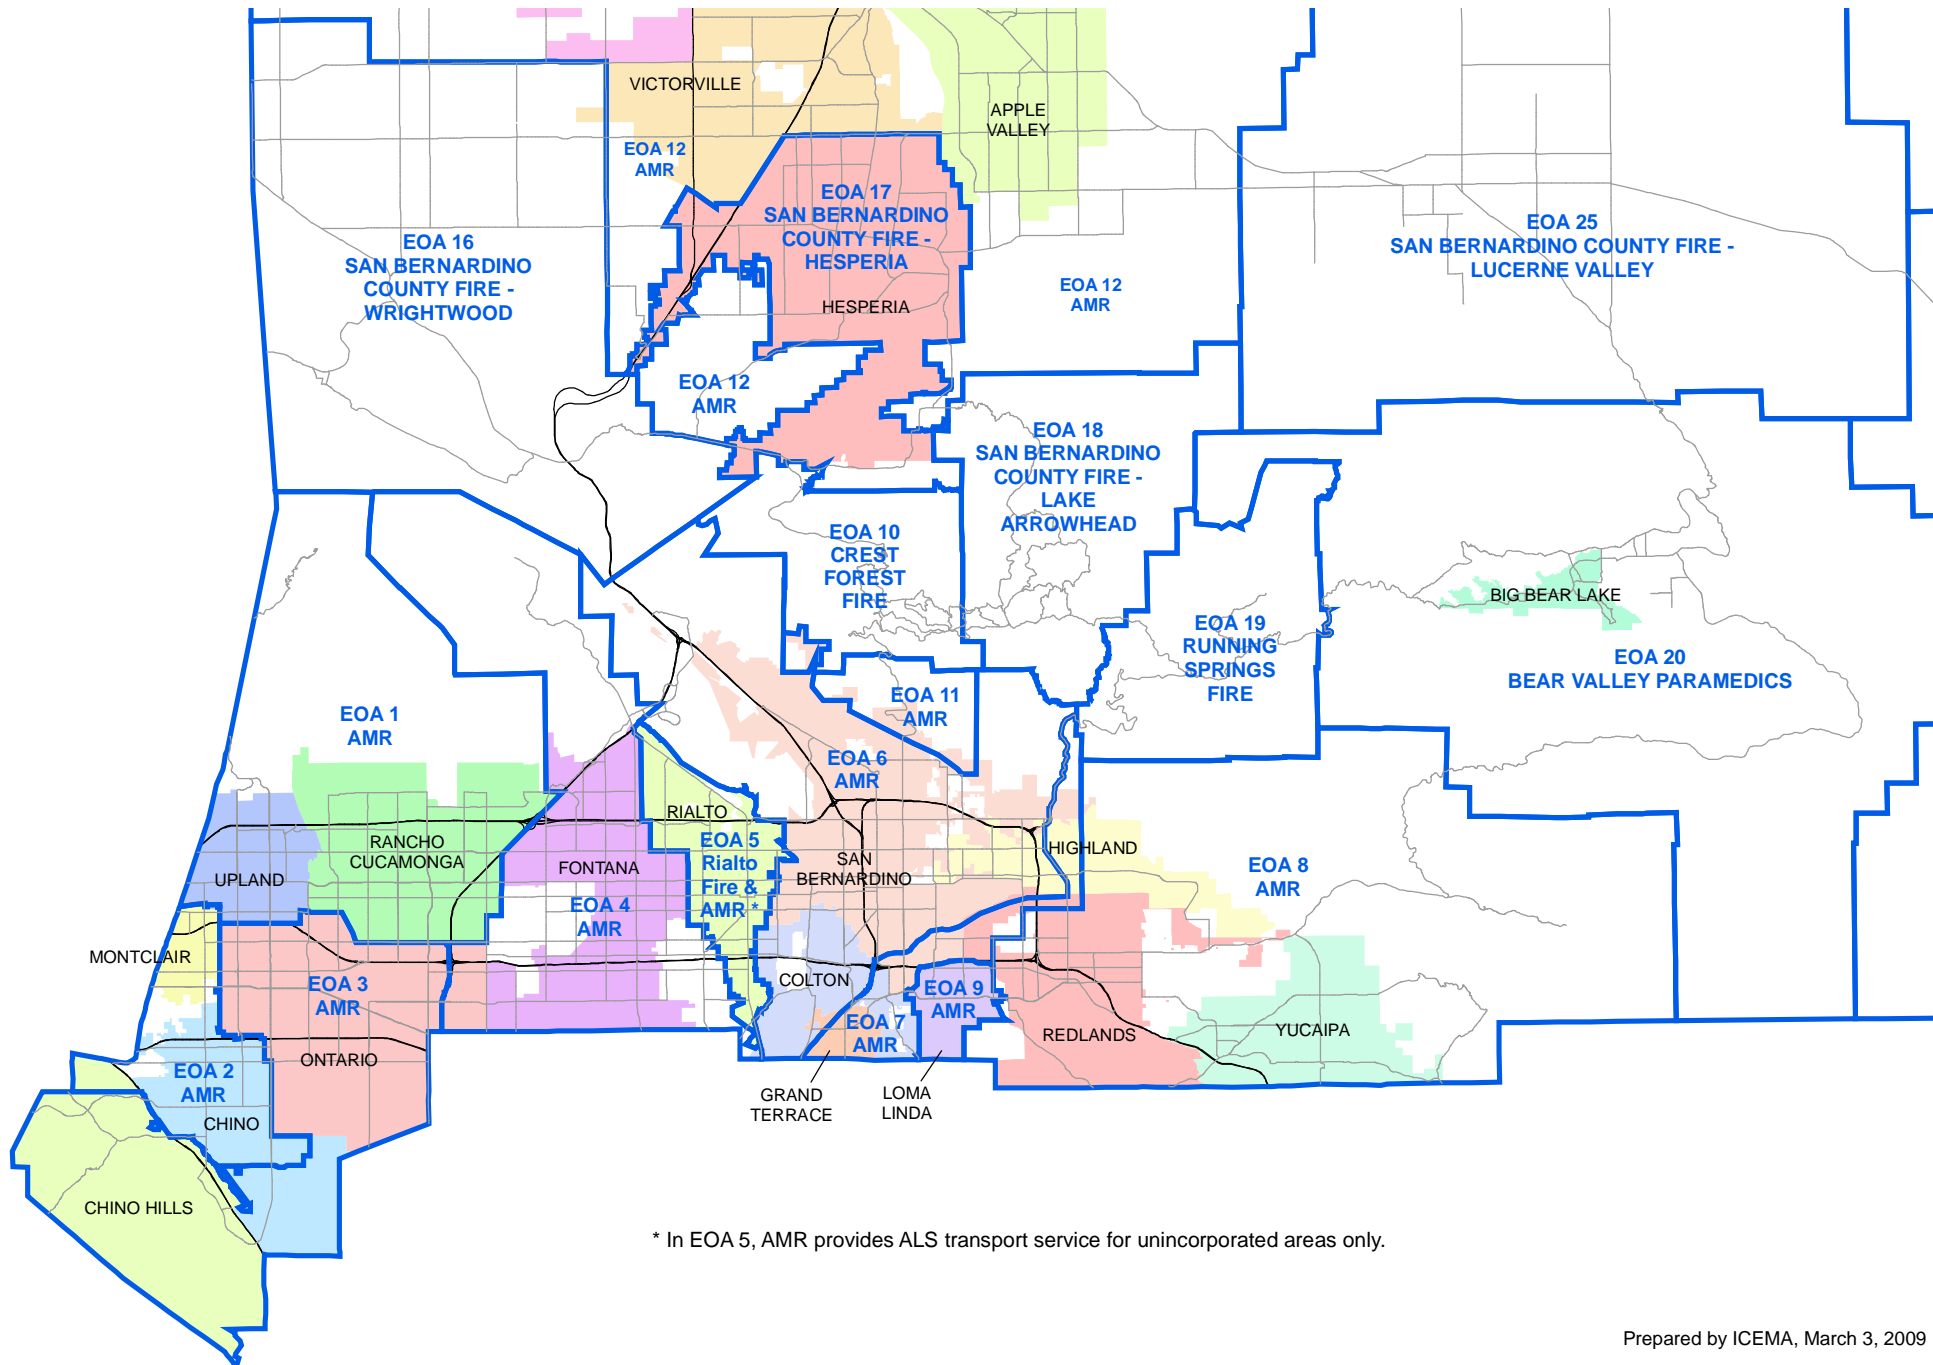 VICTORVILLE
APPLE
VALLEY
EOA 12
AMR
EOA 17
SAN BERNARDINO
COUNTY FIRE -
HESPERIA
HESPERIA
EOA 16
SAN BERNARDINO
COUNTY FIRE -
WRIGHTWOOD
EOA 12
AMR
EOA 25
SAN BERNARDINO COUNTY FIRE -
LUCERNE VALLEY
EOA 12
AMR
EOA 18
SAN BERNARDINO
COUNTY FIRE -
LAKE
ARROWHEAD
EOA 10
CREST
FOREST
FIRE
EOA 19
RUNNING
SPRINGS
FIRE
BIG BEAR LAKE
EOA 20
BEAR VALLEY PARAMEDICS
EOA 1
AMR
EOA 11
AMR
EOA 6
AMR
RIALTO
EOA 5
Rialto
Fire &
AMR *
RANCHO
CUCAMONGA
UPLAND
FONTANA
EOA 4
AMR
SAN
BERNARDINO
HIGHLAND
EOA 8
AMR
MONTCLAIR
EOA 3
AMR
COLTON
EOA 9
AMR
EOA 7
AMR
REDLANDS
YUCAIPA
ONTARIO
EOA 2
AMR
CHINO
GRAND
TERRACE
LOMA
LINDA
CHINO HILLS
* In EOA 5, AMR provides ALS transport service for unincorporated areas only.
Prepared by ICEMA, March 3, 2009